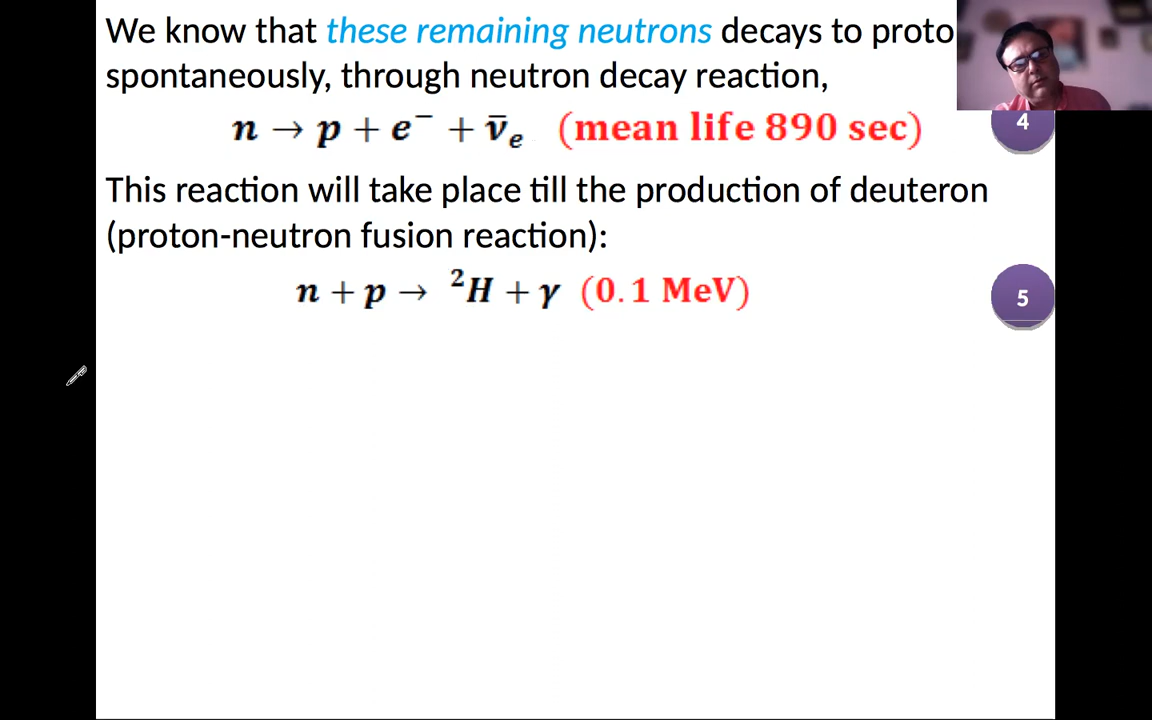 We know that these remaining neutrons decays to proto
spontaneously, through neutron decay reaction,
n → p + e⁻ + ν̄ₑ (mean life 890 sec)
4
This reaction will take place till the production of deuteron
(proton-neutron fusion reaction):
n + p → ²H + γ (0.1 MeV)
5